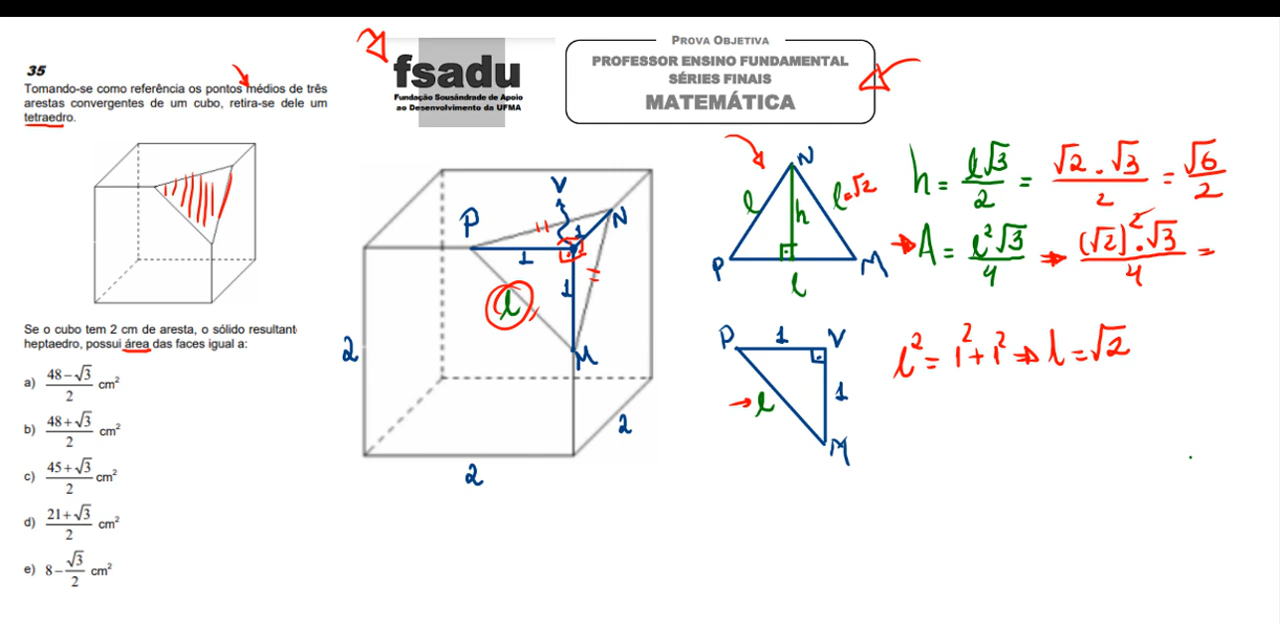 35
Tomando-se como referência os pontos médios de três
arestas convergentes de um cubo, retira-se dele um
tetraedro.
Se o cubo tem 2 cm de aresta, o sólido resultant
heptaedro, possui área das faces igual a:
a) (48 − √3)/2 cm²
b) (48 + √3)/2 cm²
c) (45 + √3)/2 cm²
d) (21 + √3)/2 cm²
e) 8 − √3/2 cm²
fsadu
Fundação Sousândrade de Apoio
ao Desenvolvimento da UFMA
PROVA OBJETIVA
PROFESSOR ENSINO FUNDAMENTAL
SÉRIES FINAIS
MATEMÁTICA
V
P
N
1
1
1
l
M
2
2
2
N
l
h
l = √2
P
M
l
h = l√3/2 = √2 . √3/2 = √6/2
A = l²√3/4 → (√2)² . √3/4 =
P 1 V
l
1
M
l² = 1² + 1² ⇒ l = √2